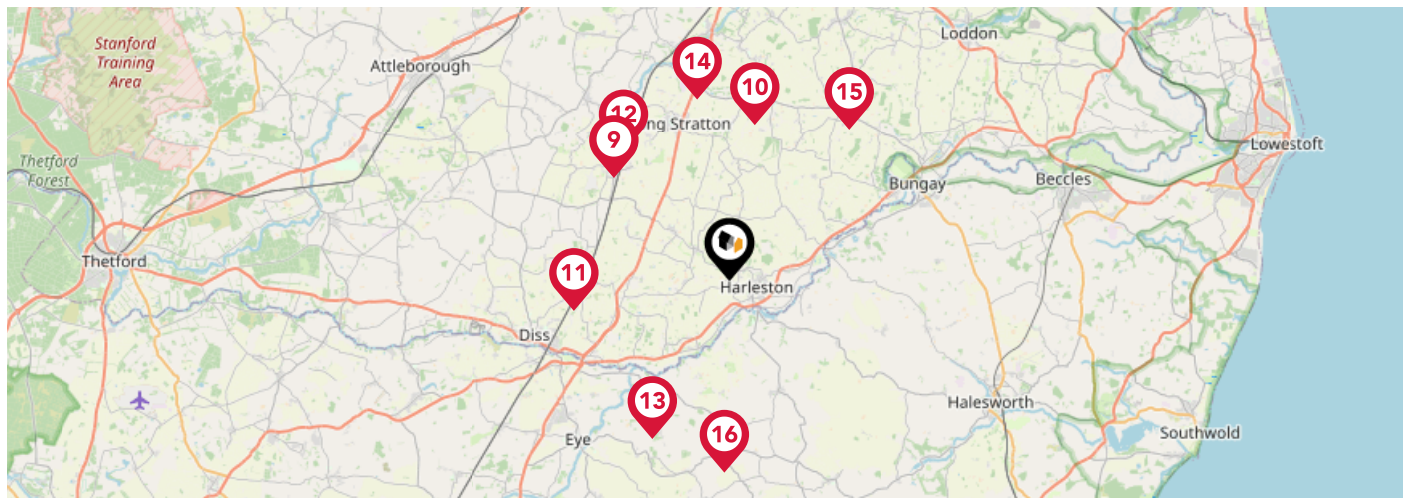 Stanford
Training
Area
Attleborough
Loddon
14
10
15
12
ng Stratton
9
Lowestoft
Thetford
Forest
Bungay
Beccles
Thetford
11
Harleston
Diss
13
Halesworth
16
Eye
Southwold